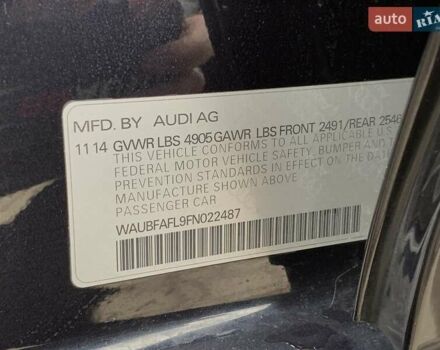 auto RIA
MFD. BY AUDI AG
11 14 GVWR LBS 4905 GAWR LBS FRONT 2491/REAR 2546
THIS VEHICLE CONFORMS TO ALL APPLICABLE U.S.
FEDERAL MOTOR VEHICLE SAFETY, BUMPER, AND
THEFT PREVENTION STANDARDS IN EFFECT ON THE
MANUFACTURE SHOWN ABOVE.
PASSENGER CAR
WAUBFAFL9FN022487